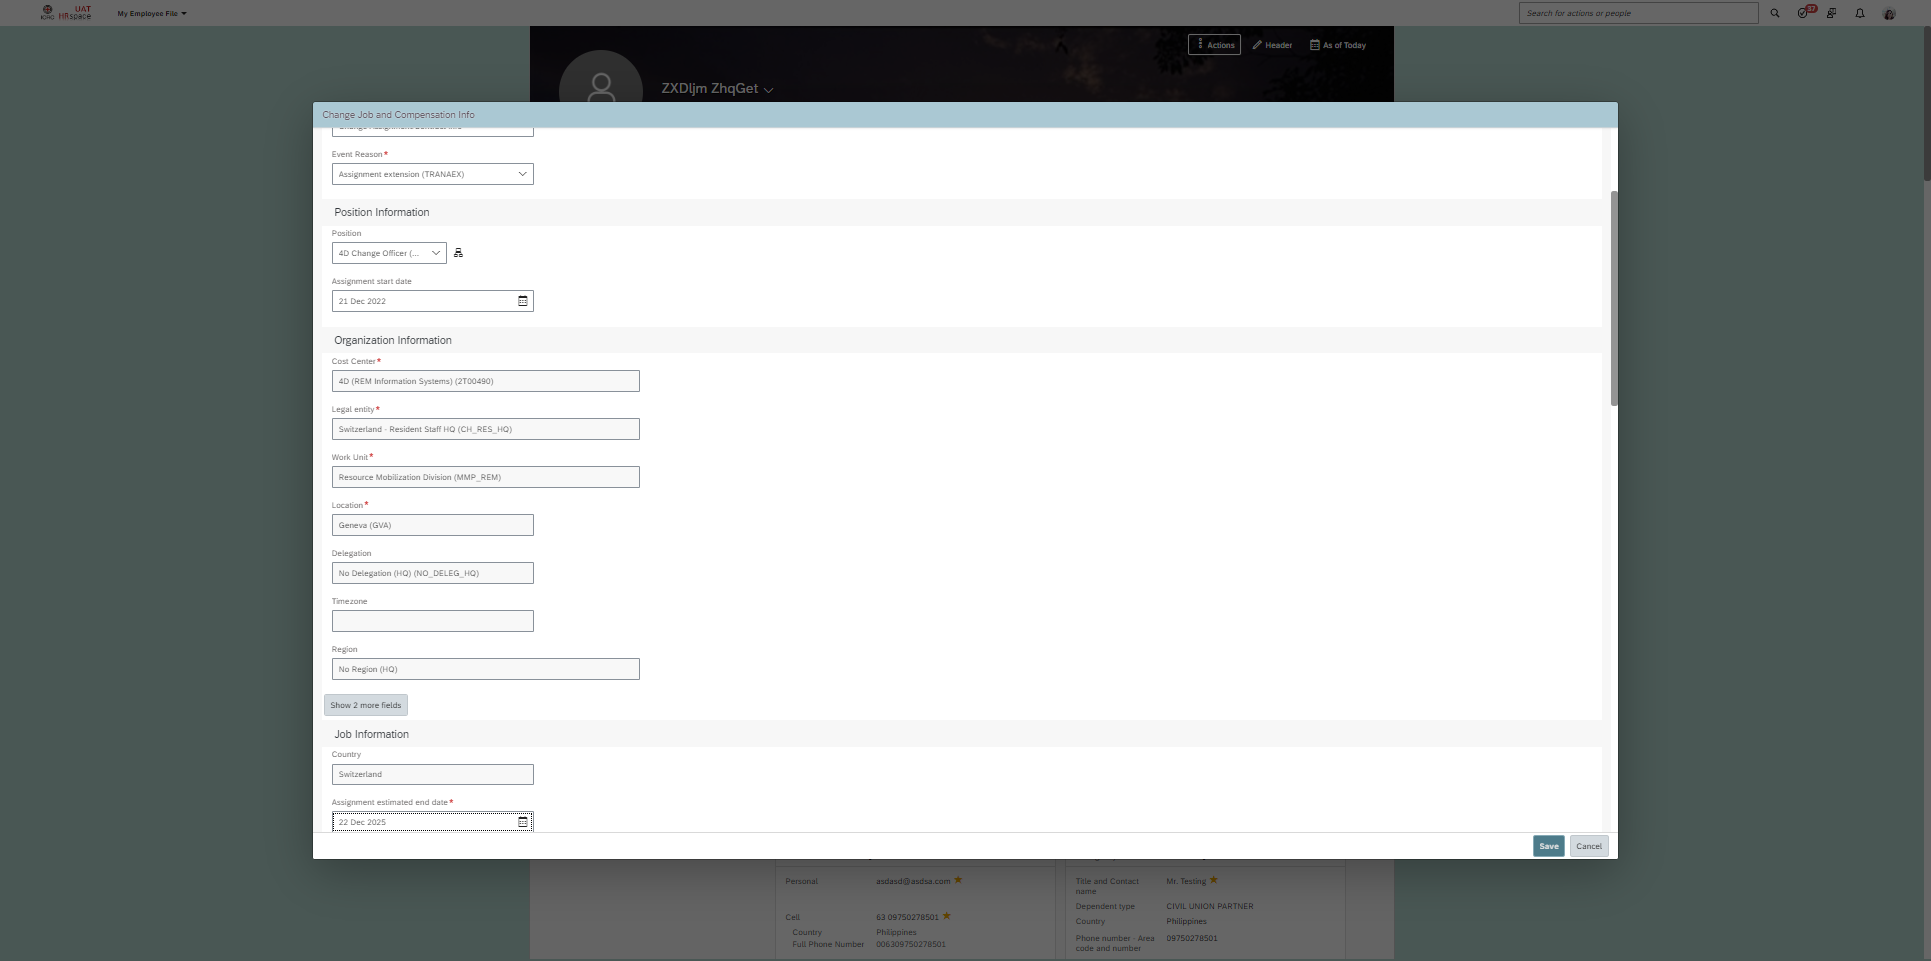 ICRC
UAT
HRspace
My Employee File
Search for actions or people
37
Actions
Header
As of Today
ZXDljm ZhqGet
Change Job and Compensation Info
Event Reason*
Assignment extension (TRANAEX)
Position Information
Position
4D Change Officer (...
Assignment start date
21 Dec 2022
Organization Information
Cost Center*
4D (REM Information Systems) (2T00490)
Legal entity*
Switzerland - Resident Staff HQ (CH_RES_HQ)
Work Unit*
Resource Mobilization Division (MMP_REM)
Location*
Geneva (GVA)
Delegation
No Delegation (HQ) (NO_DELEG_HQ)
Timezone
Region
No Region (HQ)
Show 2 more fields
Job Information
Country
Switzerland
Assignment estimated end date*
22 Dec 2025
Save
Cancel
Personal
asdasd@asdsa.com
Cell
63 09750278501
Country
Philippines
Full Phone Number
006309750278501
Title and Contact
name
Mr. Testing
Dependent type
CIVIL UNION PARTNER
Country
Philippines
Phone number - Area
code and number
09750278501